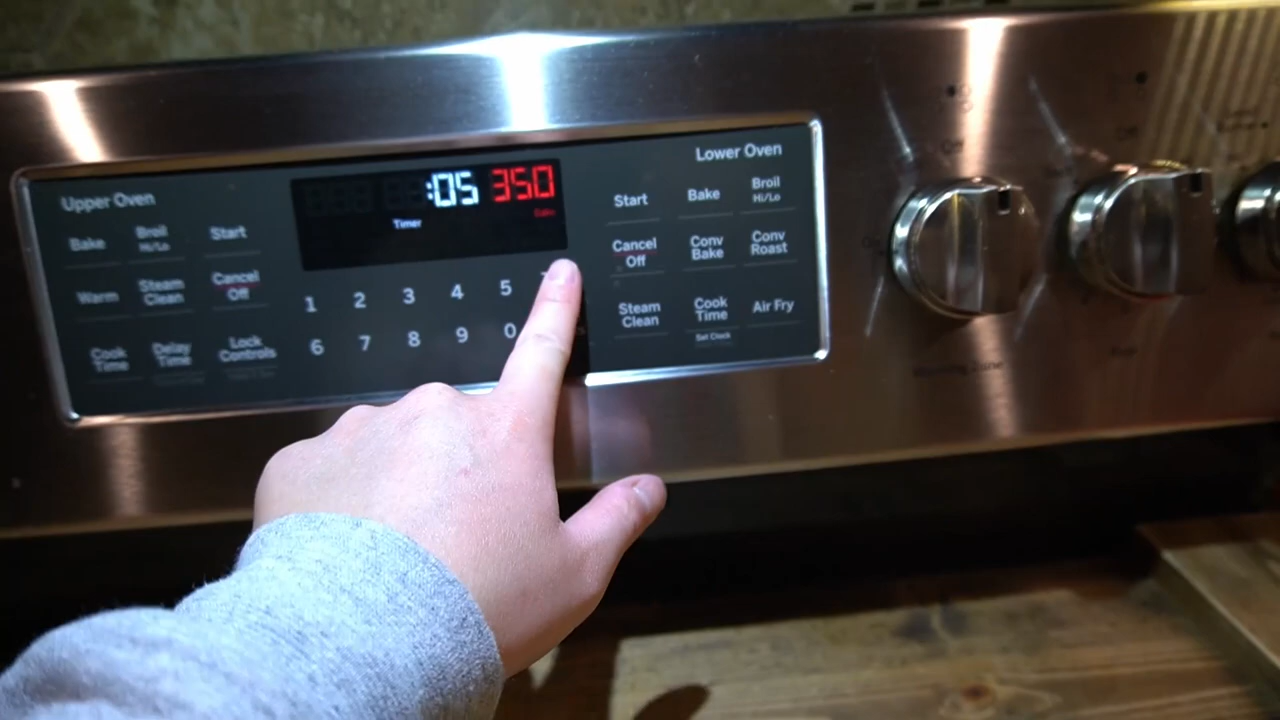 Upper Oven
Bake
Broil
Hi/Lo
Start
Warm
Steam
Clean
Cancel
Off
Cook
Time
Delay
Time
Lock
Controls
:05 350
Timer
Bake
1 2 3 4 5
6 7 8 9 0
Lower Oven
Start
Bake
Broil
Hi/Lo
Cancel
Off
Conv
Bake
Conv
Roast
Steam
Clean
Cook
Time
Set Clock
Air Fry
Off